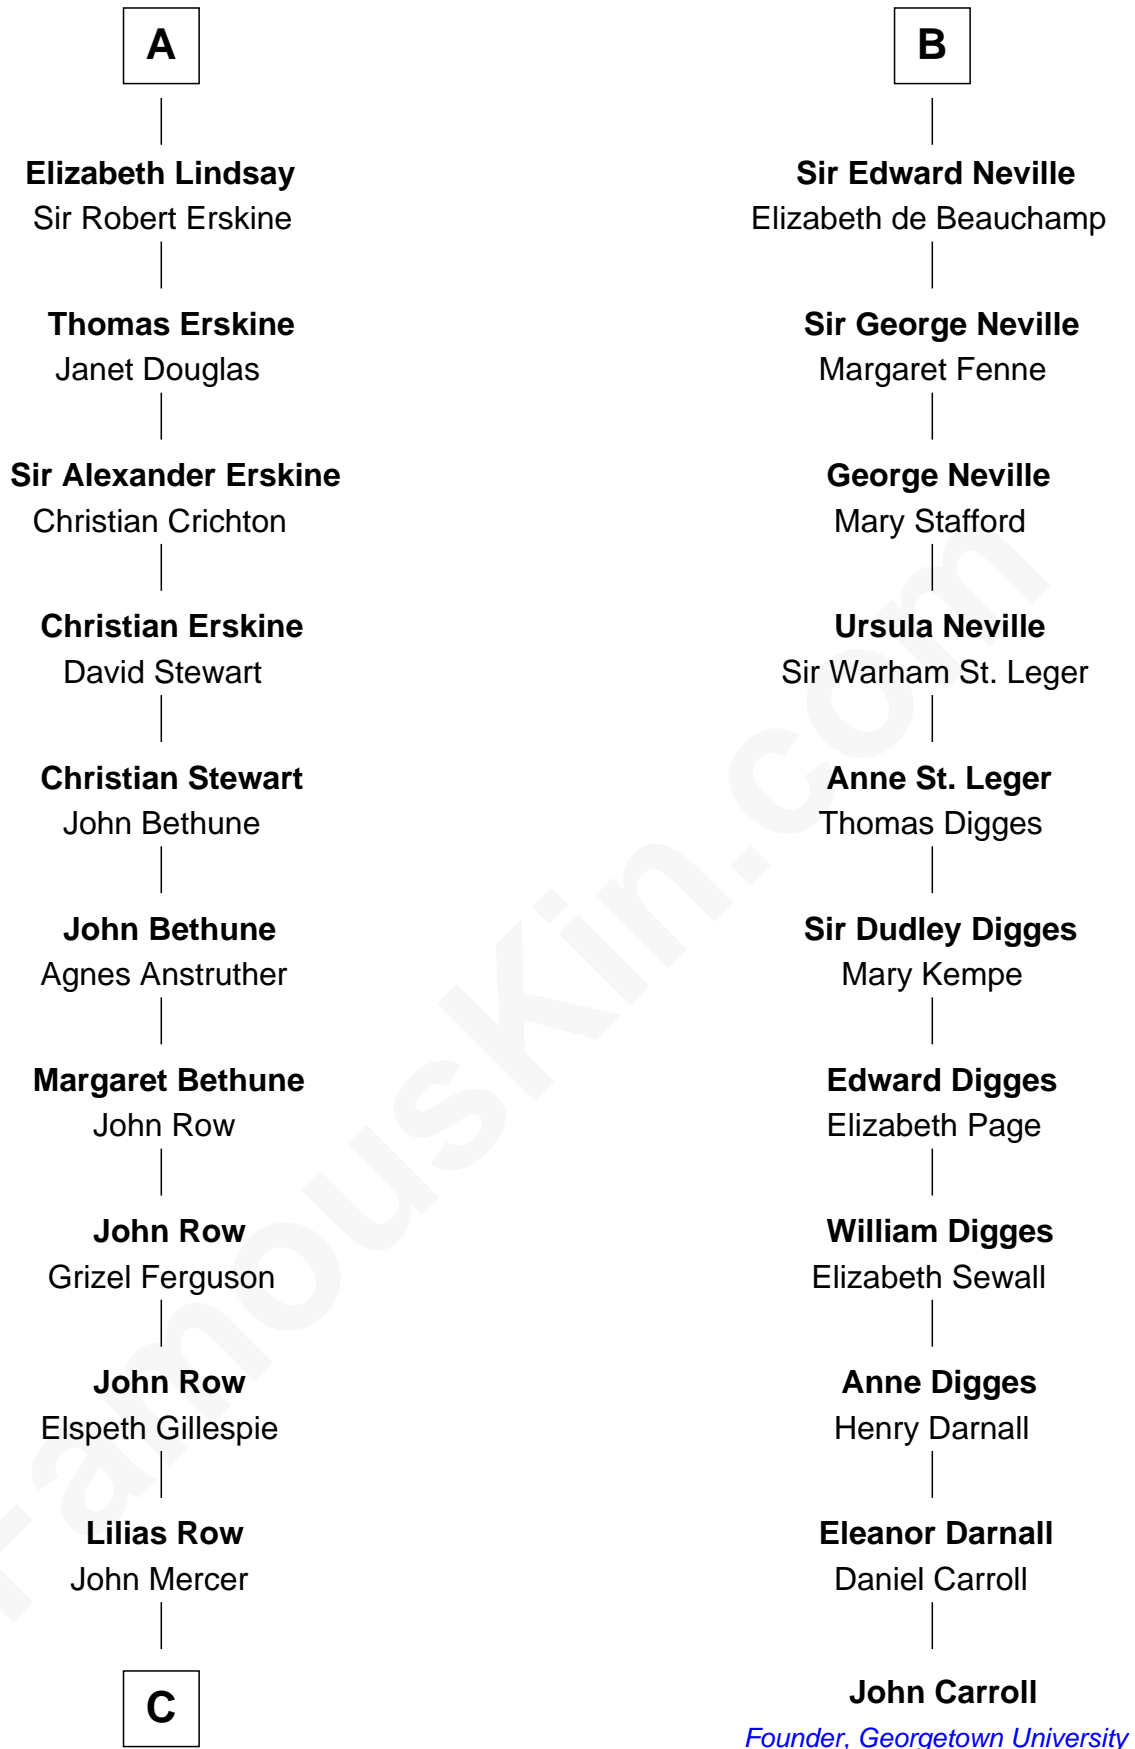 A
Elizabeth Lindsay
Sir Robert Erskine
Thomas Erskine
Janet Douglas
Sir Alexander Erskine
Christian Crichton
Christian Erskine
David Stewart
Christian Stewart
John Bethune
John Bethune
Agnes Anstruther
Margaret Bethune
John Row
John Row
Grizel Ferguson
John Row
Elspeth Gillespie
Lilias Row
John Mercer
C
B
Sir Edward Neville
Elizabeth de Beauchamp
Sir George Neville
Margaret Fenne
George Neville
Mary Stafford
Ursula Neville
Sir Warham St. Leger
Anne St. Leger
Thomas Digges
Sir Dudley Digges
Mary Kempe
Edward Digges
Elizabeth Page
William Digges
Elizabeth Sewall
Anne Digges
Henry Darnall
Eleanor Darnall
Daniel Carroll
John Carroll
Founder, Georgetown University
FamousKin.com